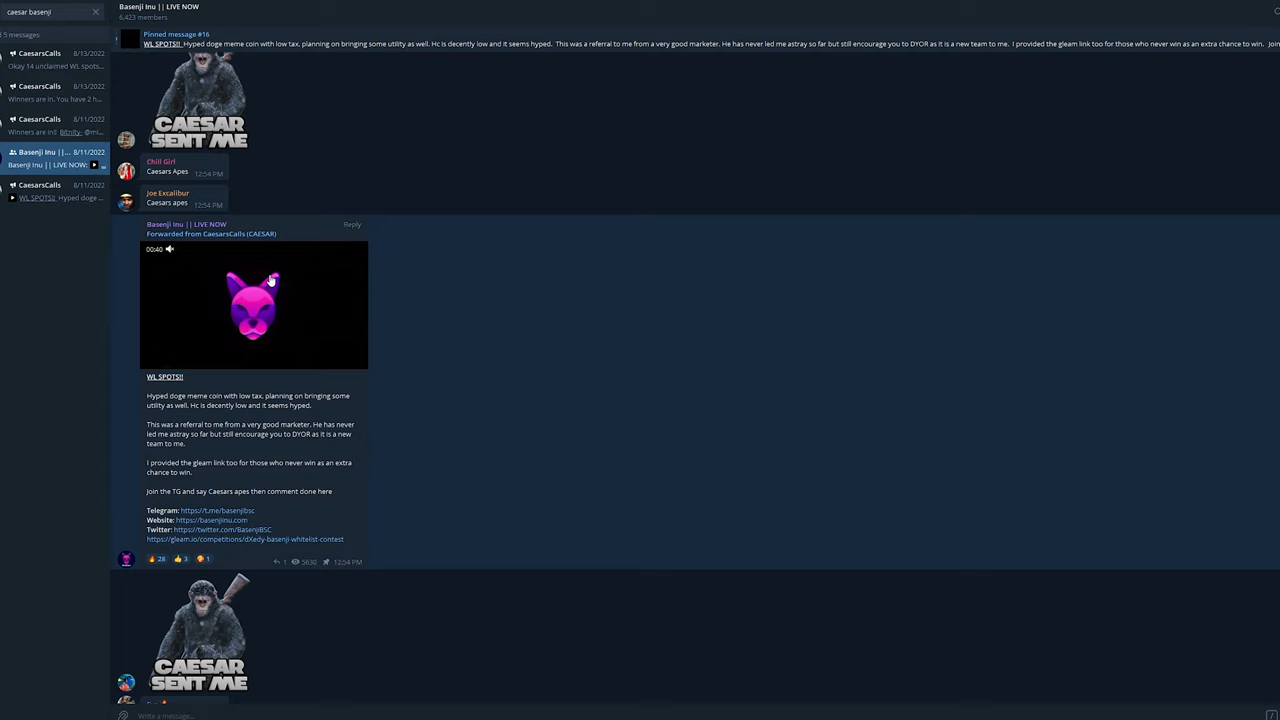 caesar basenji
5 messages
CaesarsCalls 8/13/2022
Okay 14 unclaimed WL spots...
CaesarsCalls 8/13/2022
Winners are in. You have 2 h...
CaesarsCalls 8/11/2022
Winners are in! Bitnity- @mi...
Basenji Inu ||... 8/11/2022
Basenji Inu || LIVE NOW:
CaesarsCalls 8/11/2022
WL SPOTS!! Hyped doge ...
Basenji Inu || LIVE NOW
6,423 members
Pinned message #16
WL SPOTS!! Hyped doge meme coin with low tax, planning on bringing some utility as well. Hc is decently low and it seems hyped. This was a referral to me from a very good marketer. He has never led me astray so far but still encourage you to DYOR as it is a new team to me. I provided the gleam link too for those who never win as an extra chance to win. Join
CAESAR
SENT ME
Chill Girl
Caesars Apes 12:54 PM
Joe Excalibur
Caesars apes 12:54 PM
Basenji Inu || LIVE NOW Reply
Forwarded from CaesarsCalls (CAESAR)
00:40
WL SPOTS!!
Hyped doge meme coin with low tax, planning on bringing some
utility as well. Hc is decently low and it seems hyped.
This was a referral to me from a very good marketer. He has never
led me astray so far but still encourage you to DYOR as it is a new
team to me.
I provided the gleam link too for those who never win as an extra
chance to win.
Join the TG and say Caesars apes then comment done here
Telegram: https://t.me/basenjibsc
Website: https://basenjiinu.com
Twitter: https://twitter.com/BasenjiBSC
https://gleam.io/competitions/dXedy-basenji-whitelist-contest
28 3 1 1 5630 12:54 PM
CAESAR
SENT ME
Write a message...